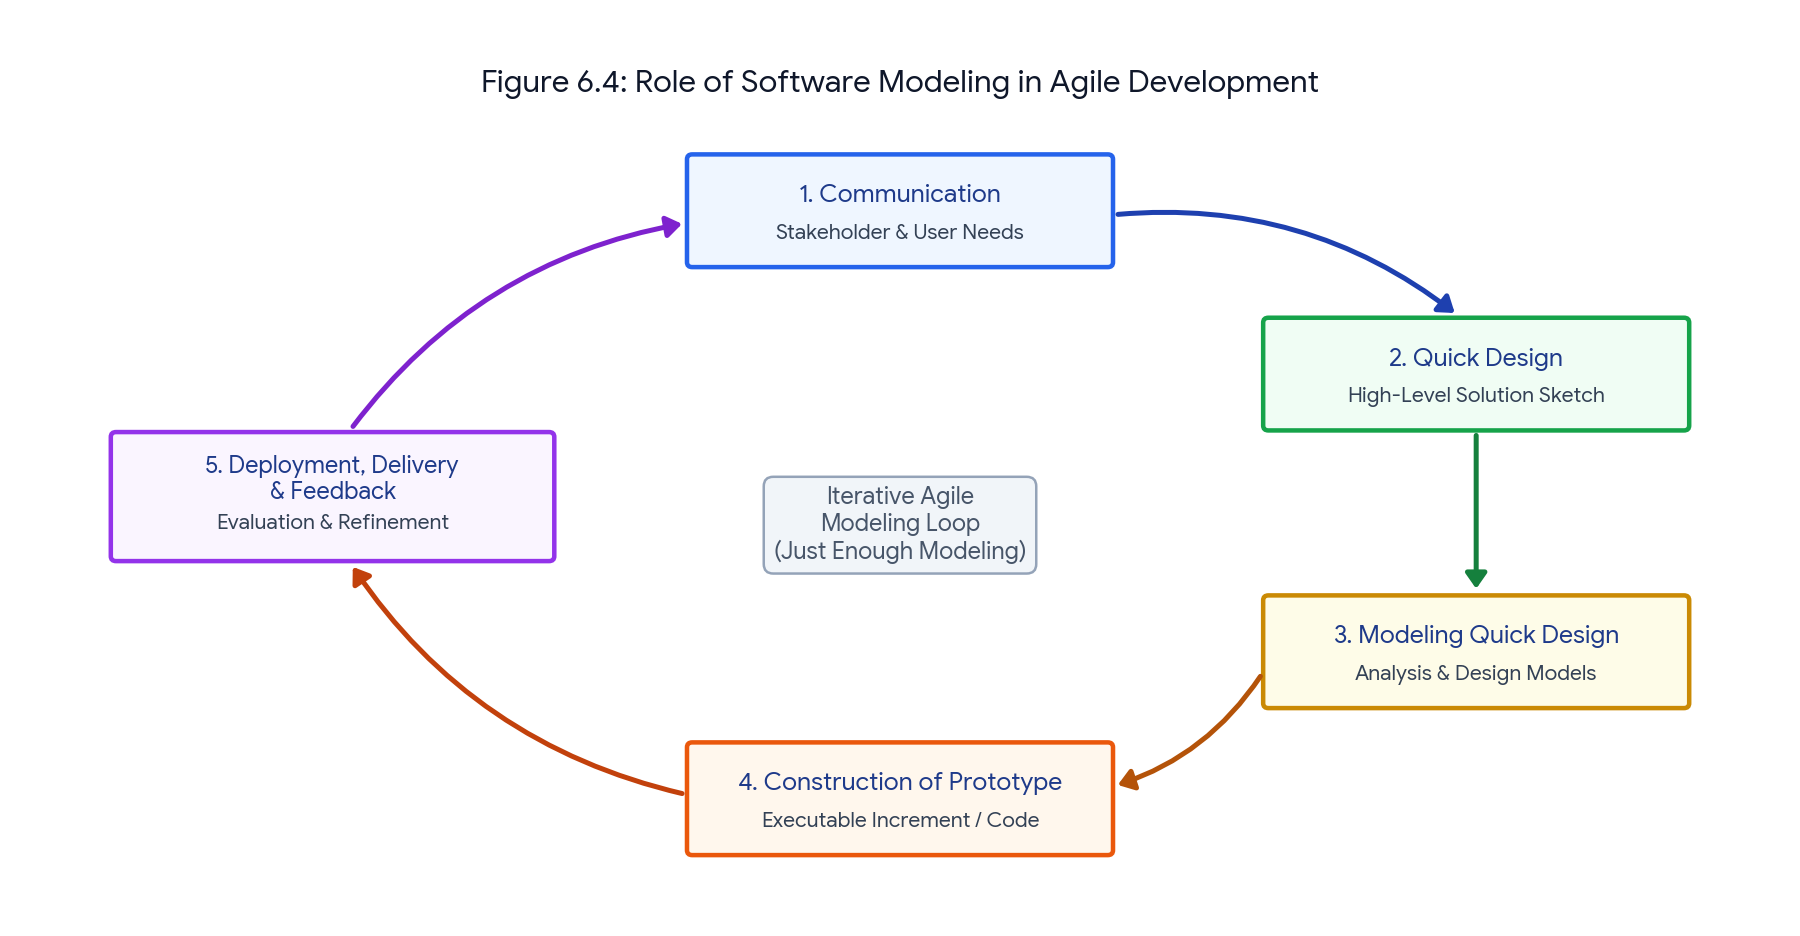 Figure 6.4: Role of Software Modeling in Agile Development
1. Communication
Stakeholder & User Needs
2. Quick Design
High-Level Solution Sketch
3. Modeling Quick Design
Analysis & Design Models
4. Construction of Prototype
Executable Increment / Code
5. Deployment, Delivery
& Feedback
Evaluation & Refinement
Iterative Agile
Modeling Loop
(Just Enough Modeling)